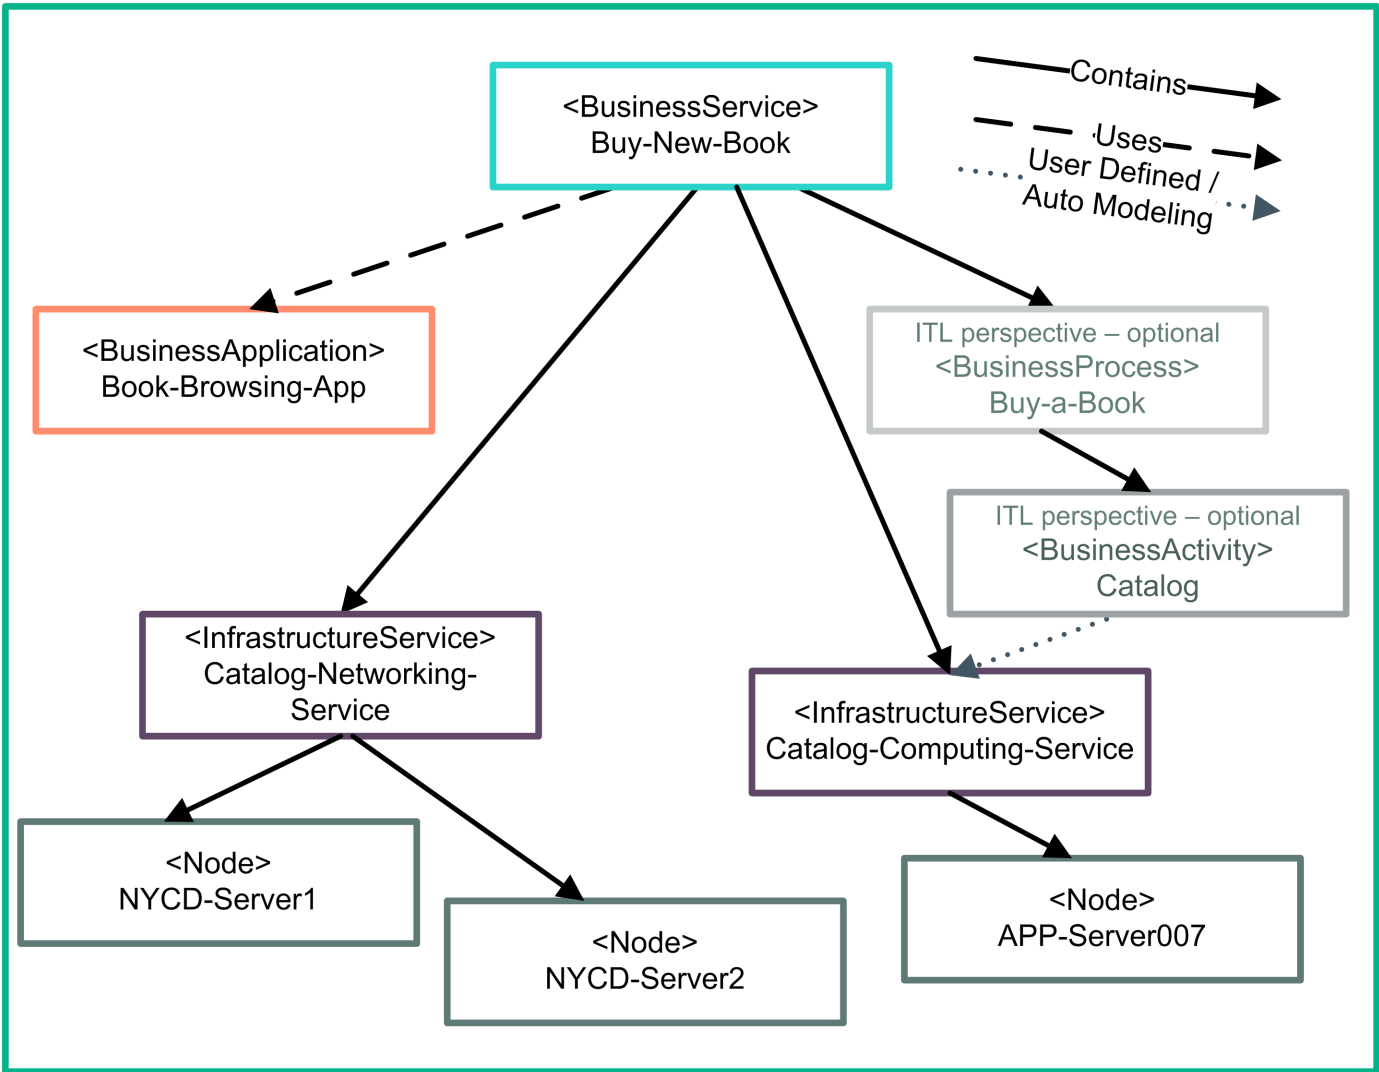 <BusinessService>
Buy-New-Book
Contains
Uses
User Defined /
Auto Modeling
<BusinessApplication>
Book-Browsing-App
ITL perspective – optional
<BusinessProcess>
Buy-a-Book
ITL perspective – optional
<BusinessActivity>
Catalog
<InfrastructureService>
Catalog-Networking-
Service
<InfrastructureService>
Catalog-Computing-Service
<Node>
NYCD-Server1
<Node>
NYCD-Server2
<Node>
APP-Server007